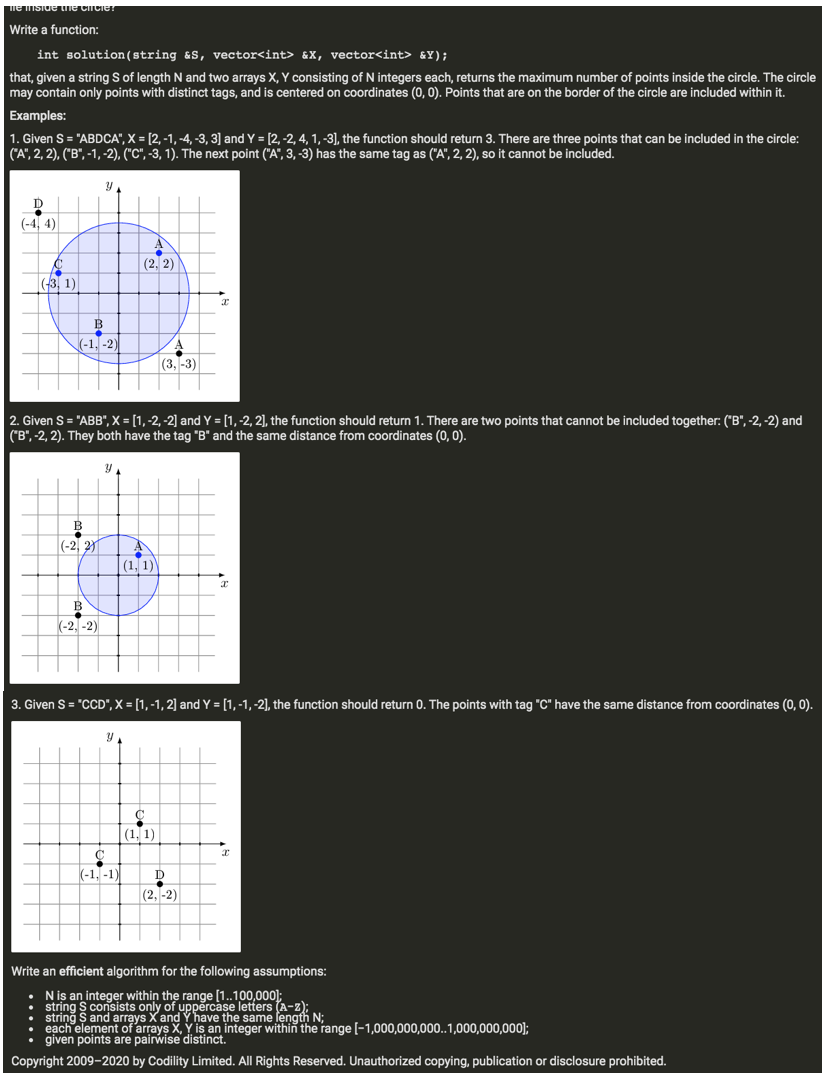 lie inside the circle?
Write a function:
int solution(string &S, vector<int> &X, vector<int> &Y);
that, given a string S of length N and two arrays X, Y consisting of N integers each, returns the maximum number of points inside the circle. The circle
may contain only points with distinct tags, and is centered on coordinates (0, 0). Points that are on the border of the circle are included within it.
Examples:
1. Given S = "ABDCA", X = [2, -1, -4, -3, 3] and Y = [2, -2, 4, 1, -3], the function should return 3. There are three points that can be included in the circle:
("A", 2, 2), ("B", -1, -2), ("C", -3, 1). The next point ("A", 3, -3) has the same tag as ("A", 2, 2), so it cannot be included.
y
D
(-4, 4)
A
(2, 2)
C
(-3, 1)
x
B
(-1, -2)
A
(3, -3)
2. Given S = "ABB", X = [1, -2, -2] and Y = [1, -2, 2], the function should return 1. There are two points that cannot be included together: ("B", -2, -2) and
("B", -2, 2). They both have the tag "B" and the same distance from coordinates (0, 0).
y
B
(-2, 2)
A
(1, 1)
x
B
(-2, -2)
3. Given S = "CCD", X = [1, -1, 2] and Y = [1, -1, -2], the function should return 0. The points with tag "C" have the same distance from coordinates (0, 0).
y
C
(1, 1)
x
C
(-1, -1)
D
(2, -2)
Write an efficient algorithm for the following assumptions:
• N is an integer within the range [1..100,000];
• string S consists only of uppercase letters (A-Z);
• string S and arrays X and Y have the same length N;
• each element of arrays X, Y is an integer within the range [-1,000,000,000..1,000,000,000];
• given points are pairwise distinct.
Copyright 2009–2020 by Codility Limited. All Rights Reserved. Unauthorized copying, publication or disclosure prohibited.